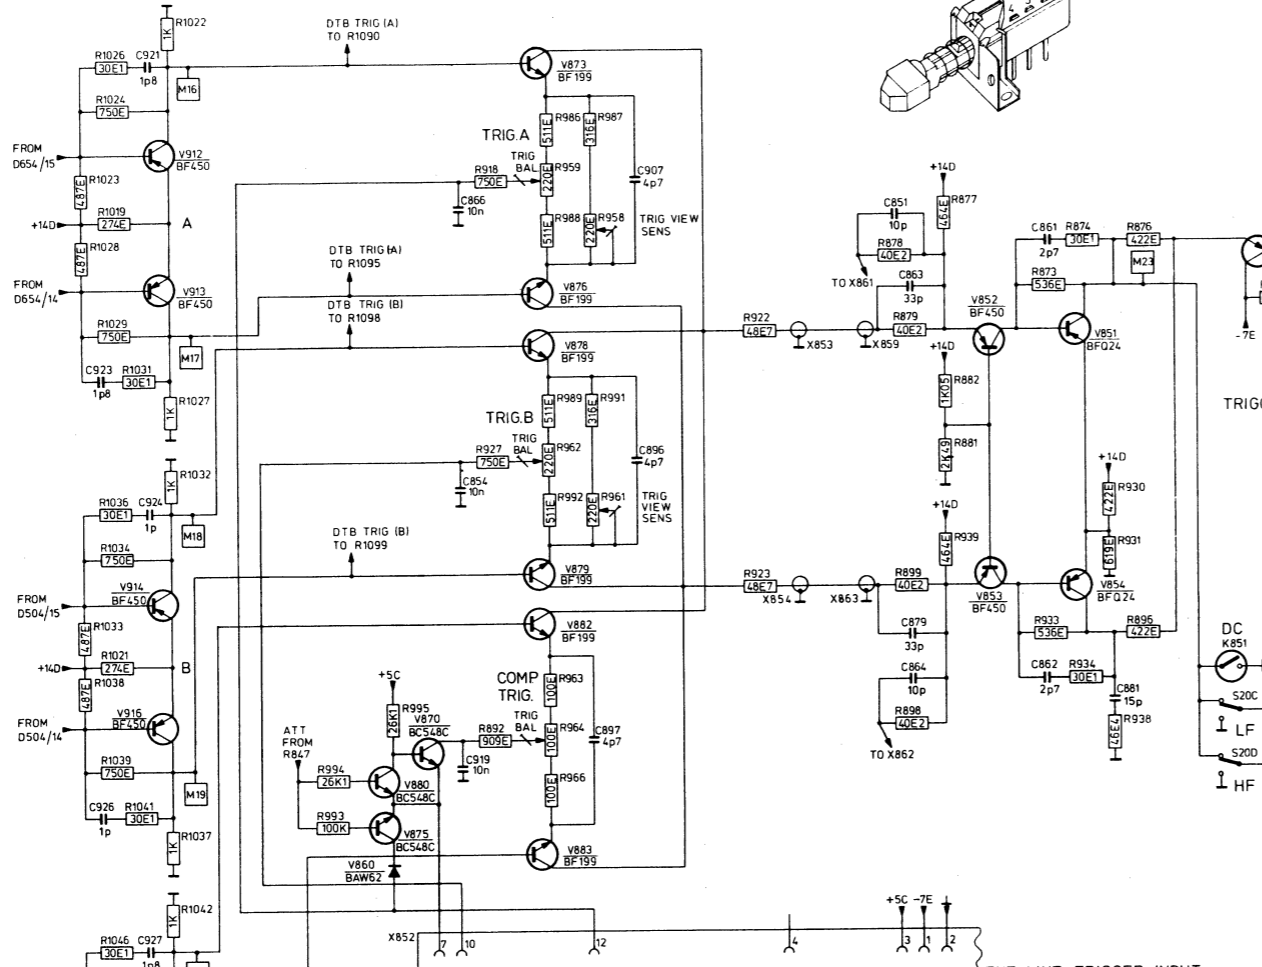 R1022
1K
DTB TRIG (A)
TO R1090
R1026
30E1
C921
1p8
M16
R1024
750E
FROM
D654/15
V912
BF450
R1023
487E
+14D
R1019
274E
A
R1028
487E
FROM
D654/14
V913
BF450
R1029
750E
M17
C923
1p8
R1031
30E1
R1027
1K
V873
BF199
TRIG.A
R986
511E
R987
316E
TRIG
BAL
R918
750E
R959
220E
C866
10n
C907
4p7
R988
511E
R958
220E
TRIG VIEW
SENS
DTB TRIG (A)
TO R1095
DTB TRIG (B)
TO R1098
V876
BF199
V878
BF199
R1032
1K
R1036
30E1
C924
1p
M18
R1034
750E
FROM
D504/15
V914
BF450
R1033
487E
+14D
R1021
274E
B
R1038
487E
FROM
D504/14
V916
BF450
R1039
750E
M19
C926
1p
R1041
30E1
R1037
1K
R1042
1K
R1046
30E1
C927
1p8
TRIG.B
R989
511E
R991
316E
TRIG
BAL
R927
750E
R962
220E
C854
10n
C896
4p7
R992
511E
R961
220E
TRIG
VIEW
SENS
DTB TRIG (B)
TO R1099
V879
BF199
V882
BF199
COMP
TRIG.
R963
100E
TRIG
BAL
R892
909E
R964
100E
C897
4p7
C919
10n
R966
100E
V883
BF199
+5C
R995
26K1
V870
BC548C
ATT
FROM
R847
R994
26K1
V880
BC548C
R993
100K
V875
BC548C
V860
BAW62
X852
7
10
12
4
3
1
2
+5C
-7E
R922
48E7
X853
X859
R923
48E7
X854
X863
C851
10p
R878
40E2
TO X861
C863
33p
R879
40E2
+14D
R877
464E
V852
BF450
+14D
R882
1K05
R881
2K49
+14D
R939
464E
R899
40E2
C879
33p
C864
10p
R898
40E2
TO X862
V853
BF450
C861
2p7
R874
30E1
R876
422E
R873
536E
M23
V851
BFQ24
-7E
TRIG
+14D
R930
422E
R931
619E
V854
BFQ24
R933
536E
R896
422E
C862
2p7
R934
30E1
C881
15p
R938
46E4
DC
K851
S20C
LF
S20D
HF